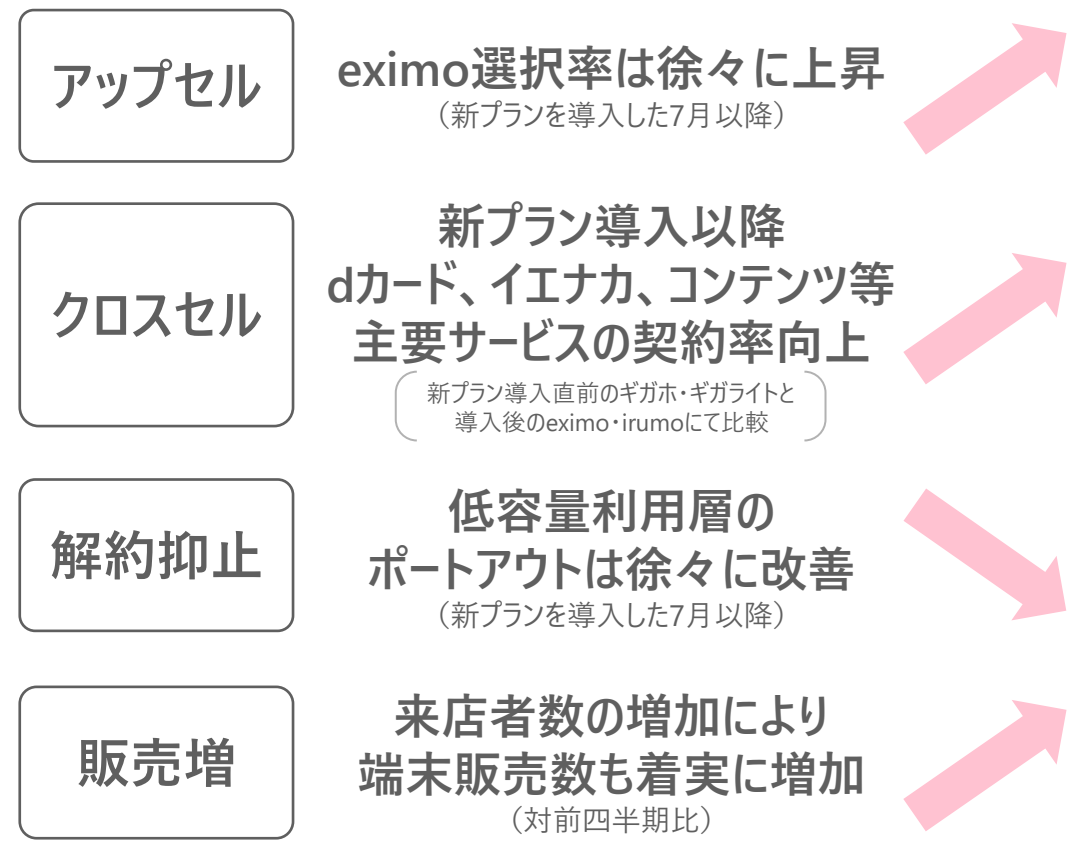 アップセル
eximo選択率は徐々に上昇
（新プランを導入した7月以降）
クロスセル
新プラン導入以降
dカード、イエナカ、コンテンツ等
主要サービスの契約率向上
新プラン導入直前のギガホ・ギガライトと
導入後のeximo・irumoにて比較
解約抑止
低容量利用層の
ポートアウトは徐々に改善
（新プランを導入した7月以降）
販売増
来店者数の増加により
端末販売数も着実に増加
（対前四半期比）